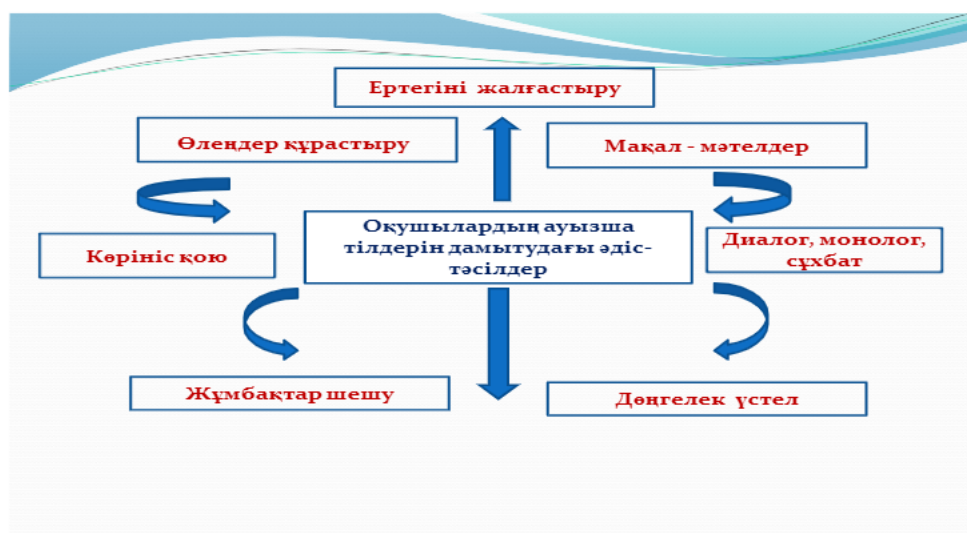 Ертегіні жалғастыру
Өлеңдер құрастыру
Мақал - мәтелдер
Оқушылардың ауызша
тілдерін дамытудағы әдіс-
тәсілдер
Көрініс қою
Диалог, монолог,
сұхбат
Жұмбақтар шешу
Дөңгелек үстел